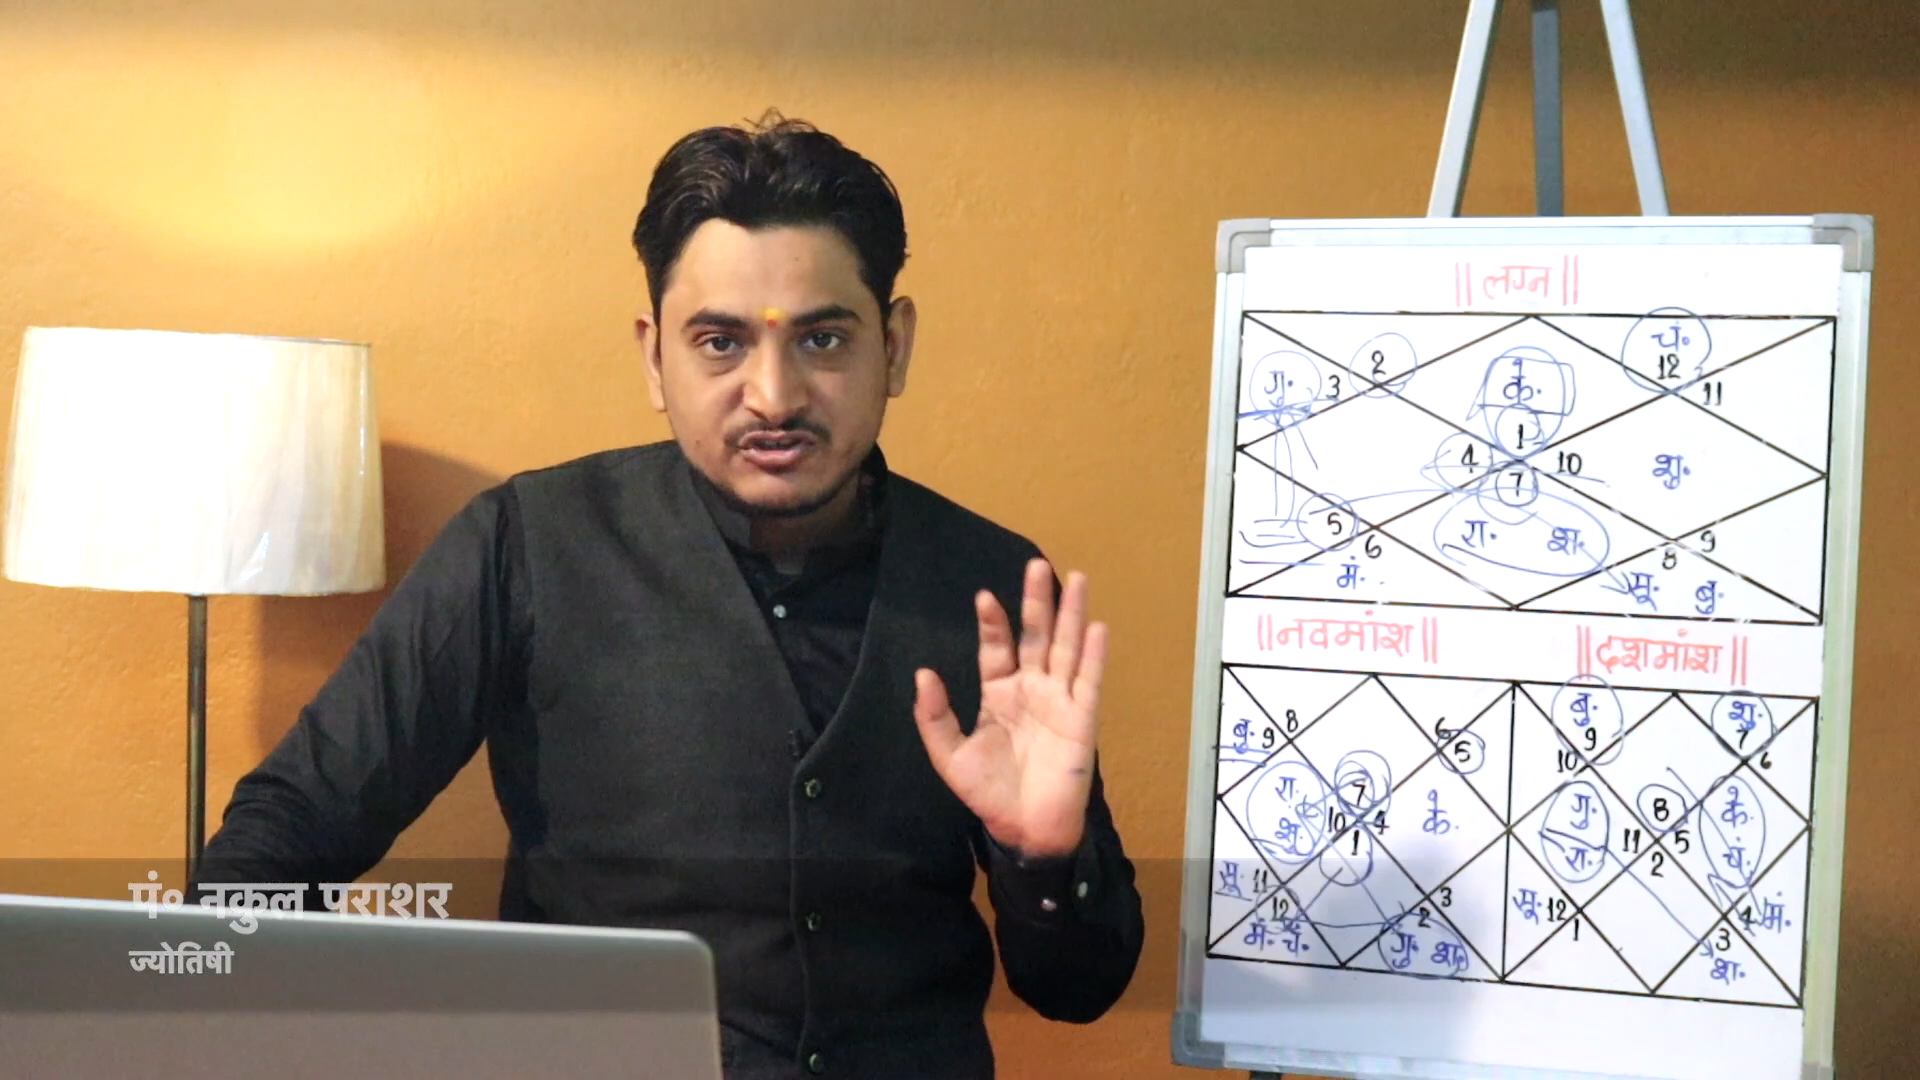 || लग्न ||
चं॰
2 के॰ 12
गु॰ 3 11
1
4 10 शु॰
7
5 रा॰ श॰ 9
6 8
मं॰ सू॰ बु॰
|| नवमांश ||
8 6
बु॰ 9 5
रा॰ 7 के॰
शु॰ 10 4
1
सू॰ 11 3
12 2
मं॰ चं॰ गु॰ श॰
|| दशमांश ||
बु॰ शु॰
9 7
10 6
गु॰ 8 के॰
रा॰ 11 5 चं॰
2
सू॰ 12 4 मं॰
1 3
श॰
पं० नकुल पराशर
ज्योतिषी